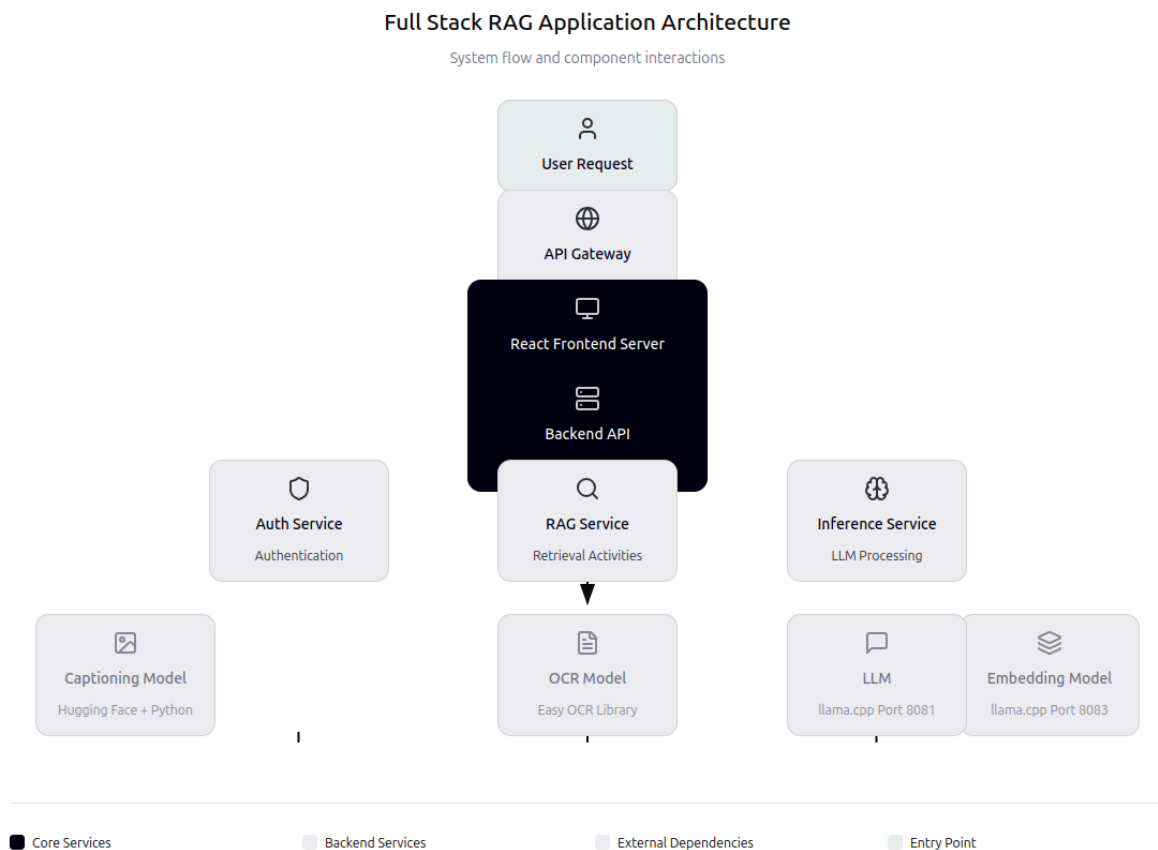 Full Stack RAG Application Architecture
System flow and component interactions
User Request
API Gateway
React Frontend Server
Backend API
Auth Service
Authentication
RAG Service
Retrieval Activities
Inference Service
LLM Processing
Captioning Model
Hugging Face + Python
OCR Model
Easy OCR Library
LLM
llama.cpp Port 8081
Embedding Model
llama.cpp Port 8083
Core Services
Backend Services
External Dependencies
Entry Point